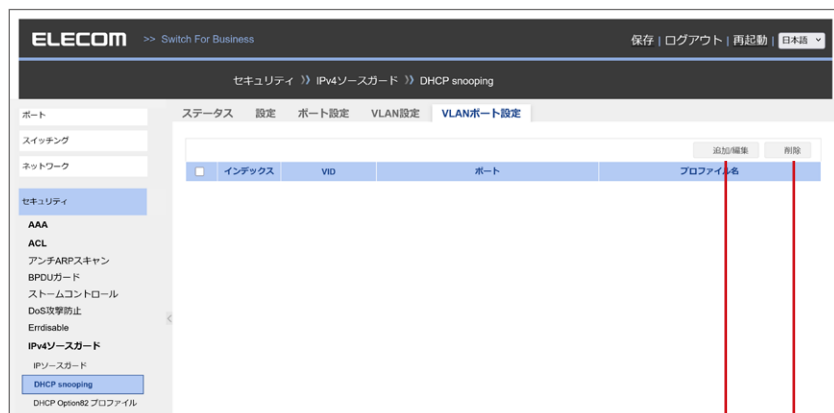 ELECOM >> Switch For Business 保存 | ログアウト | 再起動 | 日本語
セキュリティ 》 IPv4ソースガード 》 DHCP snooping
ステータス 設定 ポート設定 VLAN設定 VLANポート設定
追加/編集 削除
インデックス VID ポート プロファイル名
ポート
スイッチング
ネットワーク
セキュリティ
AAA
ACL
アンチARPスキャン
BPDUガード
ストームコントロール
DoS攻撃防止
Errdisable
IPv4ソースガード
IPソースガード
DHCP snooping
DHCP Option82 プロファイル